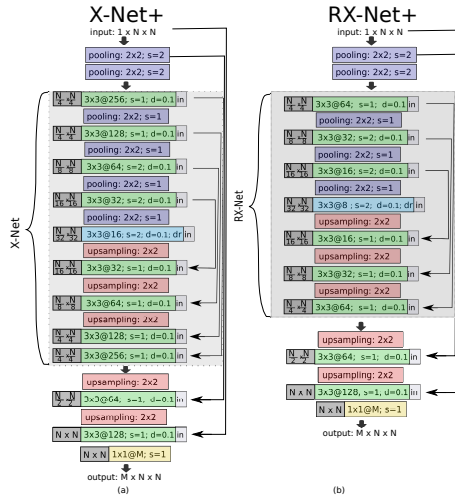 X-Net+
input: 1 x N x N
pooling: 2x2; s=2
pooling: 2x2; s=2
X-Net
N/4 x N/4 3x3@256; s=1; d=0.1 in
pooling: 2x2; s=1
N/4 x N/4 3x3@128; s=1; d=0.1 in
pooling: 2x2; s=1
N/8 x N/8 3x3@64; s=2; d=0.1 in
pooling: 2x2; s=1
N/16 x N/16 3x3@32; s=2; d=0.1 in
pooling: 2x2; s=1
N/32 x N/32 3x3@16; s=2; d=0.1; dr in
upsampling: 2x2
N/16 x N/16 3x3@32; s=1; d=0.1 in
upsampling: 2x2
N/8 x N/8 3x3@64; s=1; d=0.1 in
upsampling: 2x2
N/4 x N/4 3x3@128; s=1; d=0.1 in
N/4 x N/4 3x3@256; s=1; d=0.1 in
upsampling: 2x2
N/2 x N/2 3x3@64; s=1, d=0.1 in
upsampling: 2x2
N x N 3x3@128; s=1; d=0.1 in
N x N 1x1@M; s=1
output: M x N x N
(a)
RX-Net+
input: 1 x N x N
pooling: 2x2; s=2
pooling: 2x2; s=2
RX-Net
N/4 x N/4 3x3@64; s=1; d=0.1 in
pooling: 2x2; s=1
N/8 x N/8 3x3@32; s=2; d=0.1 in
pooling: 2x2; s=1
N/16 x N/16 3x3@16; s=2; d=0.1 in
pooling: 2x2; s=1
N/32 x N/32 3x3@8; s=2; d=0.1; dr in
upsampling: 2x2
N/16 x N/16 3x3@16; s=1; d=0.1 in
upsampling: 2x2
N/8 x N/8 3x3@32; s=1; d=0.1 in
upsampling: 2x2
N/4 x N/4 3x3@64; s=1; d=0.1 in
upsampling: 2x2
N/2 x N/2 3x3@64; s=1; d=0.1 in
upsampling: 2x2
N x N 3x3@128, s=1, d=0.1 in
N x N 1x1@M; s=1
output: M x N x N
(b)